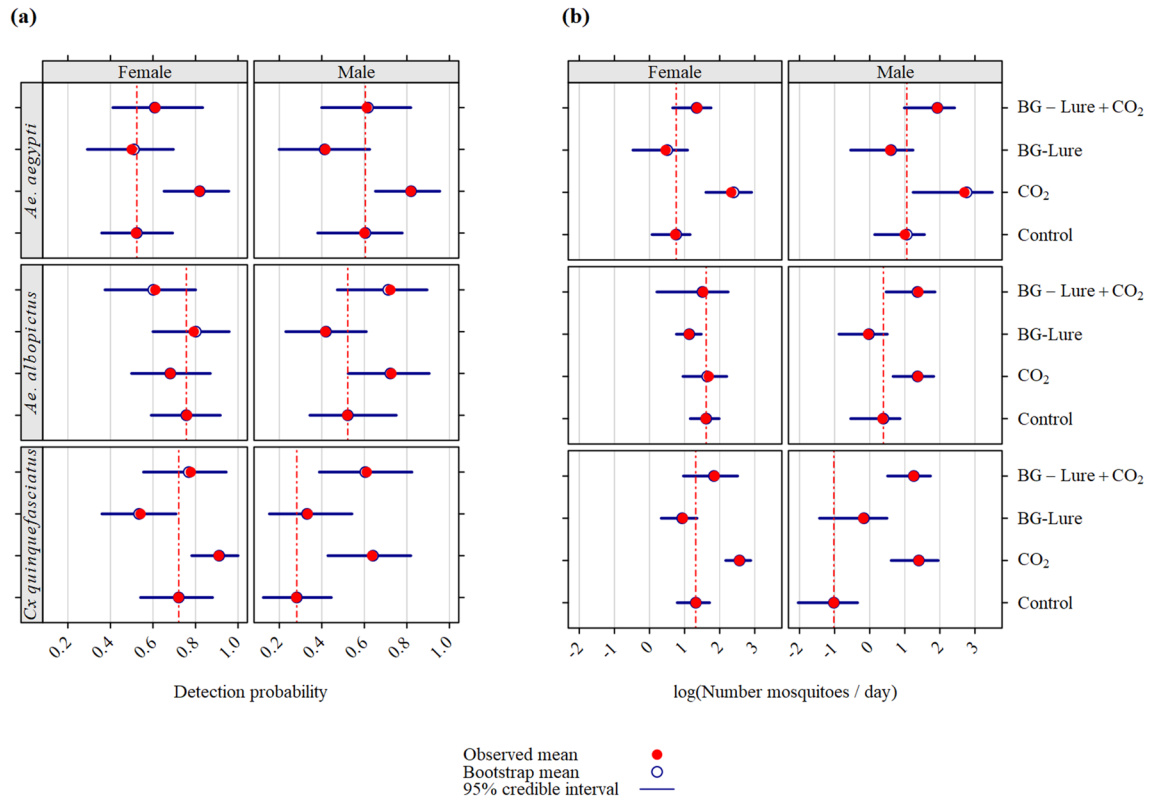 (a)
(b)
Female
Male
Female
Male
Ae. aegypti
Ae. albopictus
Cx quinquefasciatus
BG – Lure + CO2
BG-Lure
CO2
Control
BG – Lure + CO2
BG-Lure
CO2
Control
BG – Lure + CO2
BG-Lure
CO2
Control
0.2 0.4 0.6 0.8 1.0
0.2 0.4 0.6 0.8 1.0
-2 -2 0 1 2 3
-2 -2 0 1 2 3
Detection probability
log(Number mosquitoes / day)
Observed mean
Bootstrap mean
95% credible interval